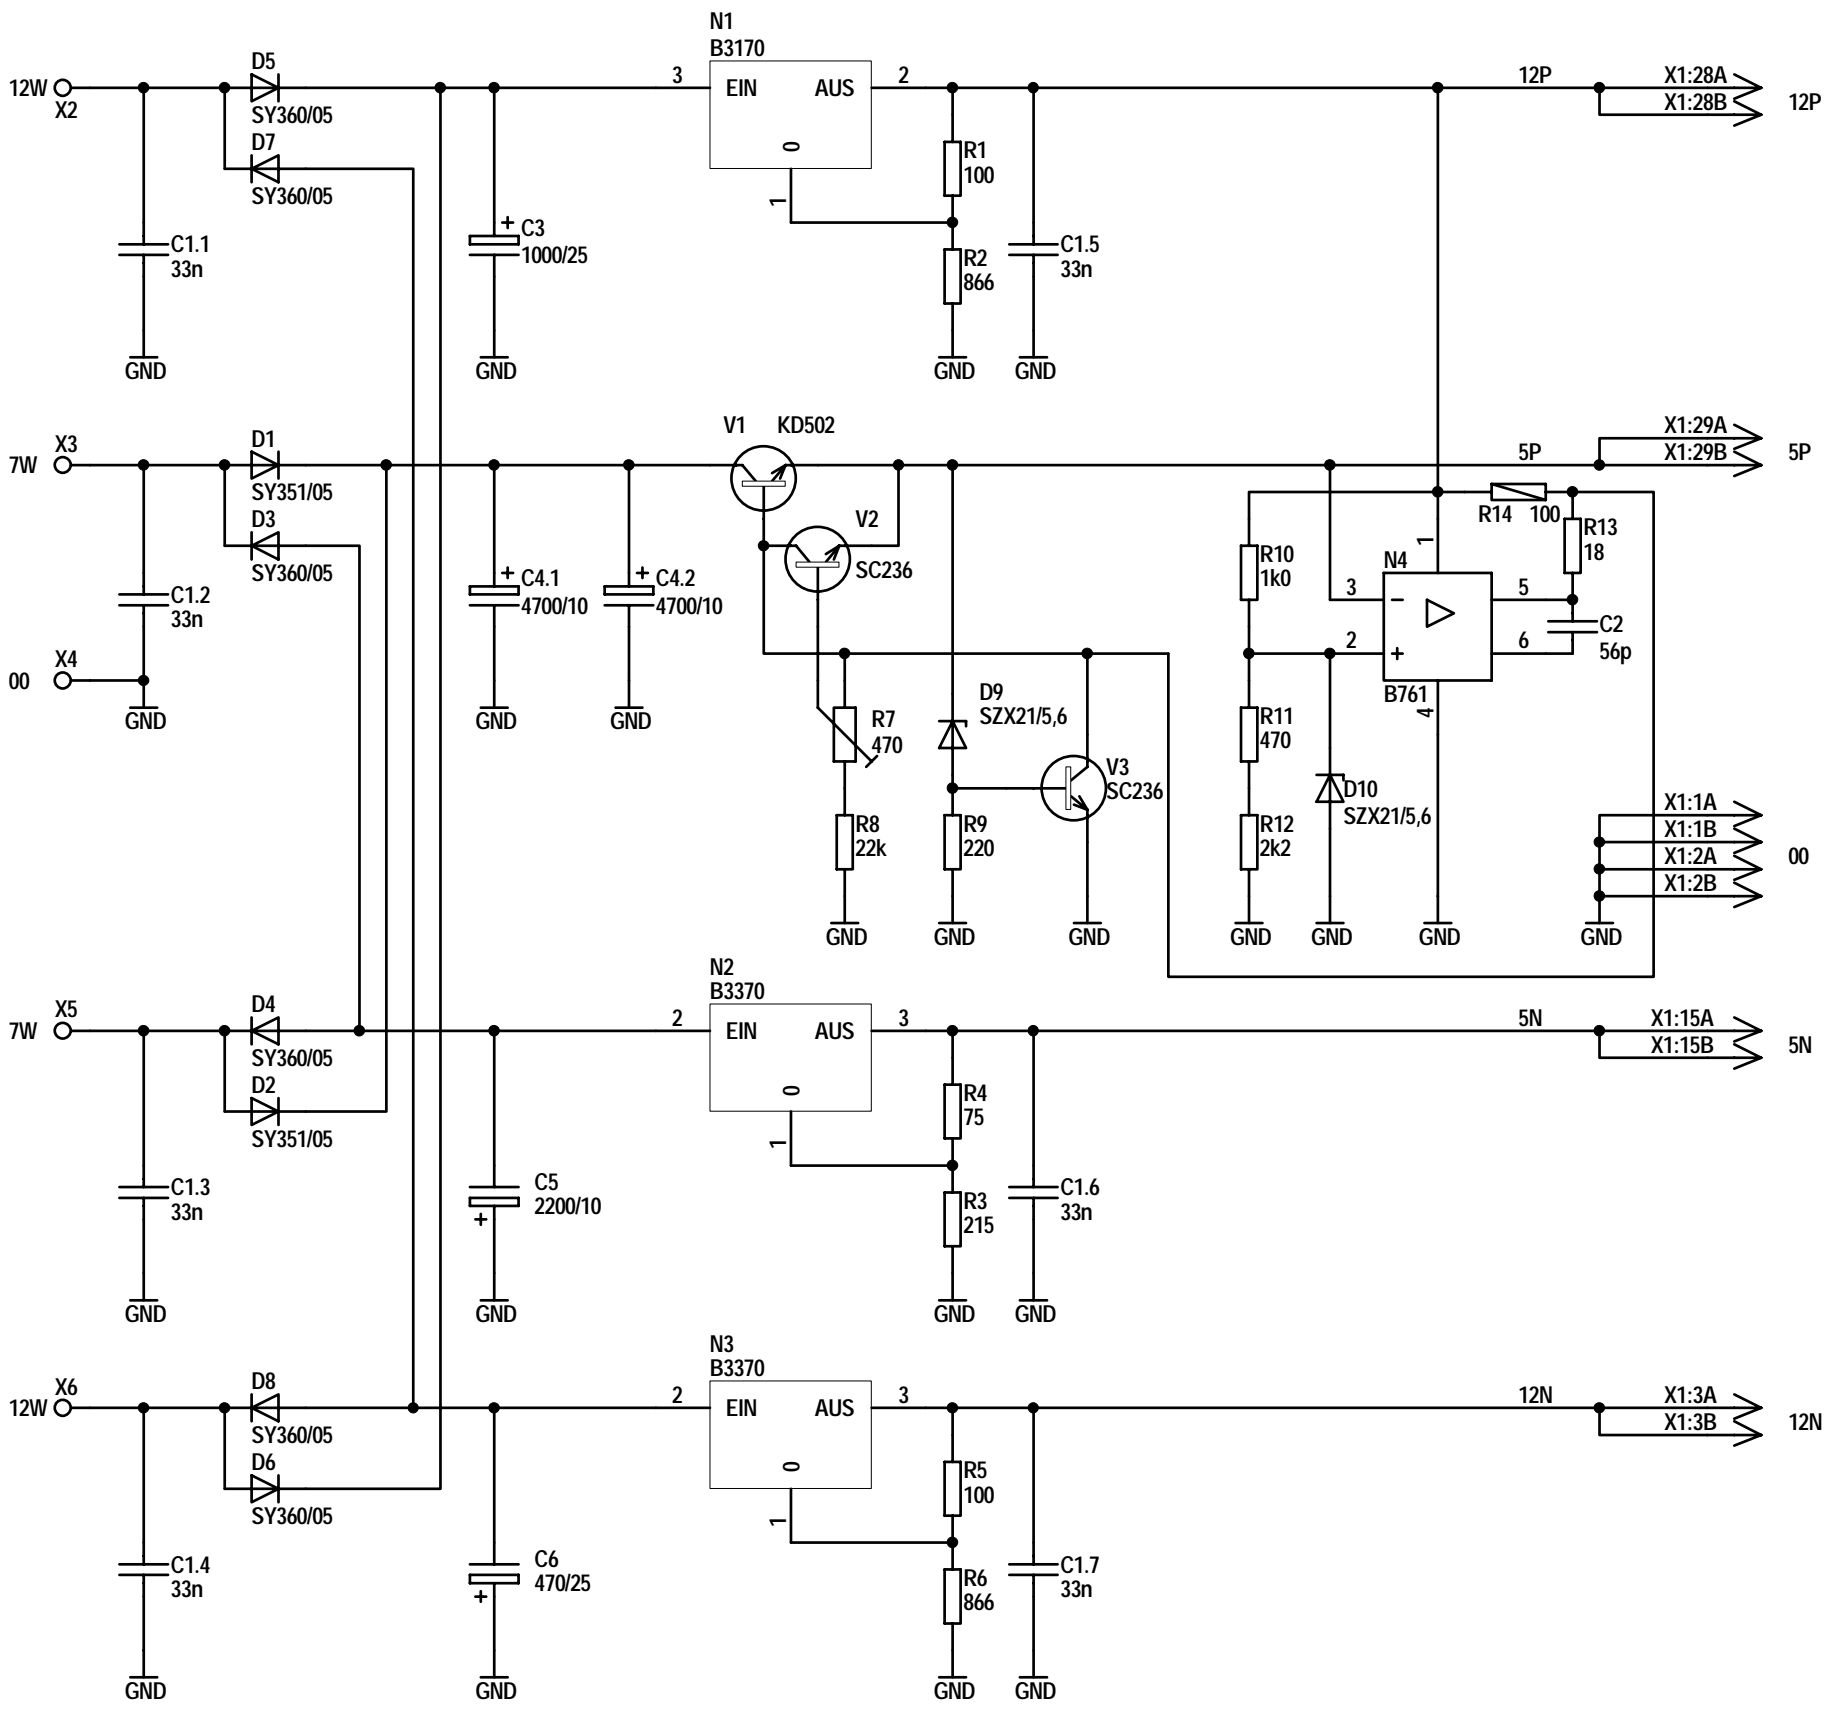 N1
B3170
12W
X2
D5
SY360/05
D7
SY360/05
3
EIN
AUS
0
1
2
12P
X1:28A
X1:28B
12P
C1.1
33n
+
C3
1000/25
R1
100
R2
866
C1.5
33n
GND
GND
GND
GND
X3
7W
D1
SY351/05
D3
SY360/05
C1.2
33n
X4
00
GND
+
C4.1
4700/10
+
C4.2
4700/10
GND
GND
V1
KD502
V2
SC236
R7
470
R8
22k
D9
SZX21/5,6
R9
220
V3
SC236
GND
GND
GND
5P
X1:29A
X1:29B
5P
R14
100
R13
18
R10
1k0
1
N4
3
−
5
2
+
6
C2
56p
B761
4
R11
470
D10
SZX21/5,6
R12
2k2
X1:1A
X1:1B
X1:2A
X1:2B
00
GND
GND
GND
GND
N2
B3370
X5
7W
D4
SY360/05
D2
SY351/05
2
EIN
AUS
0
1
3
5N
X1:15A
X1:15B
5N
C1.3
33n
C5
2200/10
+
R4
75
R3
215
C1.6
33n
GND
GND
GND
GND
N3
B3370
X6
12W
D8
SY360/05
D6
SY360/05
2
EIN
AUS
0
1
3
12N
X1:3A
X1:3B
12N
C1.4
33n
C6
470/25
+
R5
100
R6
866
C1.7
33n
GND
GND
GND
GND